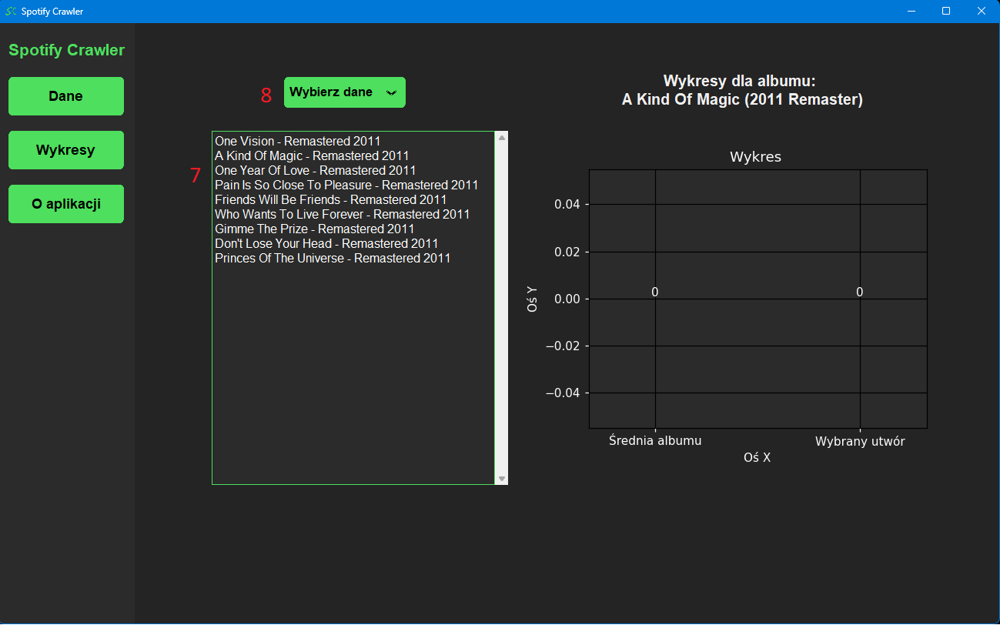 SC Spotify Crawler
Spotify Crawler
Dane
Wykresy
O aplikacji
8
Wybierz dane
7
One Vision - Remastered 2011
A Kind Of Magic - Remastered 2011
One Year Of Love - Remastered 2011
Pain Is So Close To Pleasure - Remastered 2011
Friends Will Be Friends - Remastered 2011
Who Wants To Live Forever - Remastered 2011
Gimme The Prize - Remastered 2011
Don't Lose Your Head - Remastered 2011
Princes Of The Universe - Remastered 2011
Wykresy dla albumu:
A Kind Of Magic (2011 Remaster)
Wykres
Oś Y
0.04
0.02
0.00
−0.02
−0.04
0
0
Średnia albumu
Wybrany utwór
Oś X